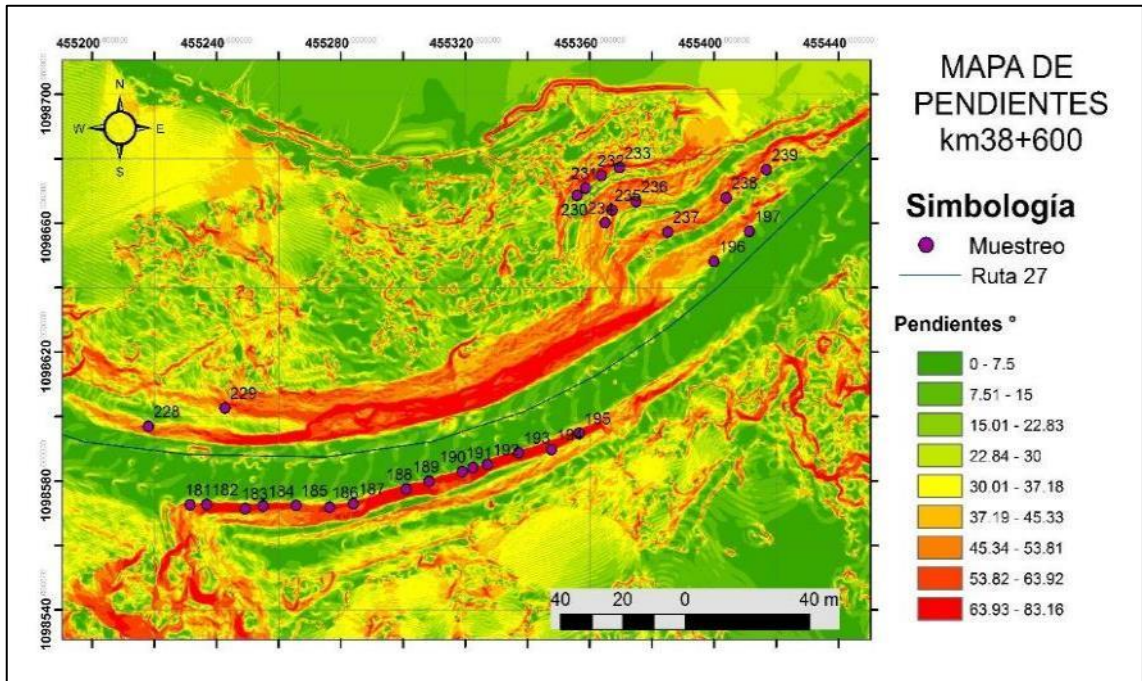 455200 455240 455280 455320 455360 455400 455440
MAPA DE
PENDIENTES
km38+600
Simbología
Muestreo
Ruta 27
Pendientes °
0 - 7.5
7.51 - 15
15.01 - 22.83
22.84 - 30
30.01 - 37.18
37.19 - 45.33
45.34 - 53.81
53.82 - 63.92
63.93 - 83.16
1098700
1098660
1098620
1098580
1098540
N
W E
S
233
232
231
230
236
235
234
239
238
237
197
196
229
228
195
194
193
192
191
190
189
188
187
186
185
184
183
182
181
40 20 0 40 m